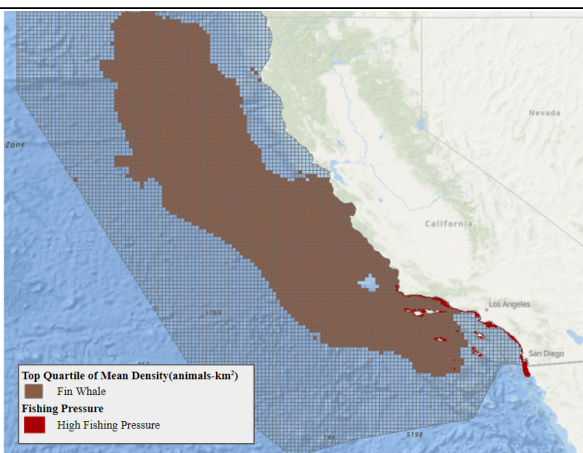 Zone
Nevada
California
Los Angeles
San Diego
5198
Top Quartile of Mean Density(animals-km²)
Fin Whale
Fishing Pressure
High Fishing Pressure